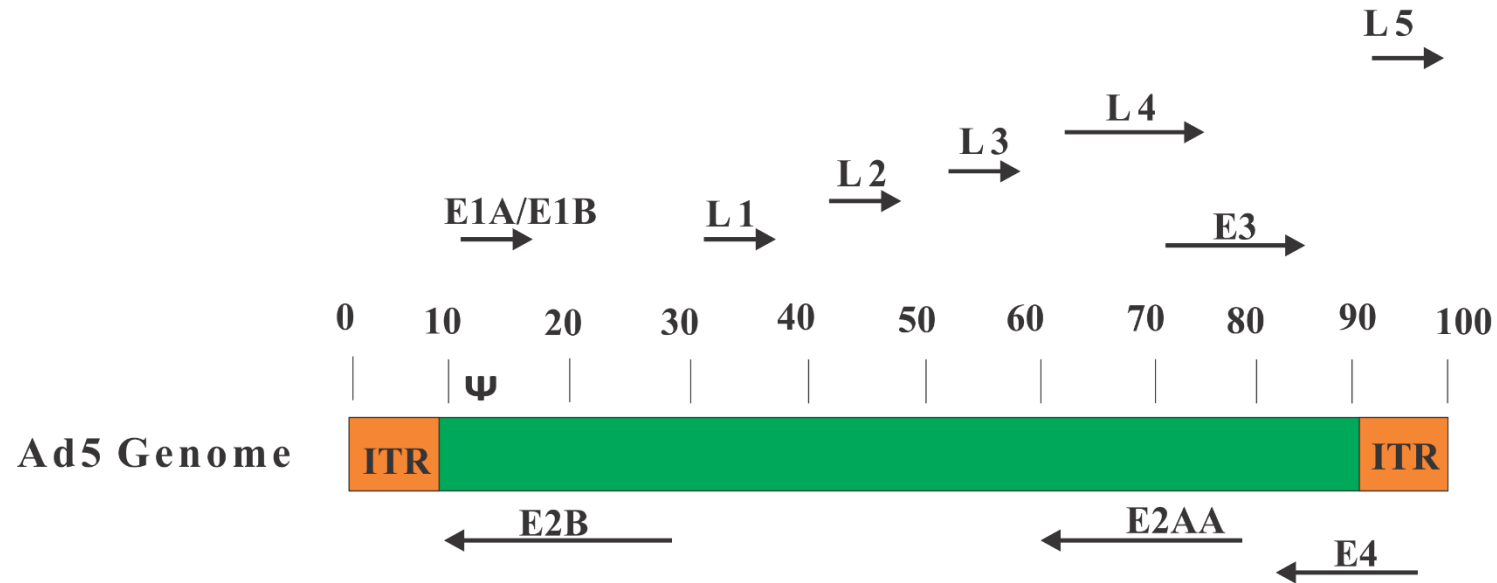 L 5
L 4
L 3
L 2
E1A/E1B
L 1
E3
0 10 20 30 40 50 60 70 80 90 100
Ψ
Ad5 Genome
ITR
ITR
E2B
E2AA
E4